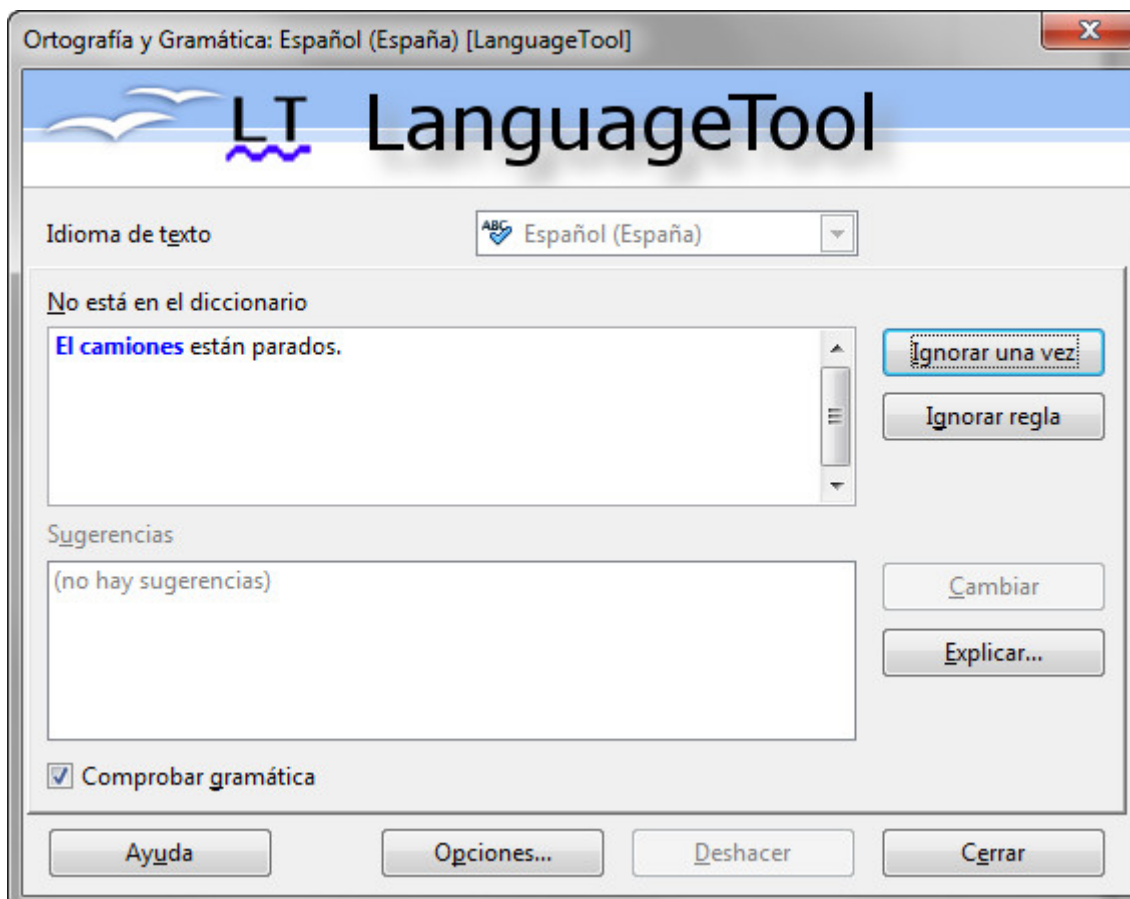 Ortografía y Gramática: Español (España) [LanguageTool]
LT LanguageTool
Idioma de texto
ABC Español (España)
No está en el diccionario
El camiones están parados.
Ignorar una vez
Ignorar regla
Sugerencias
(no hay sugerencias)
Cambiar
Explicar...
Comprobar gramática
Ayuda
Opciones...
Deshacer
Cerrar